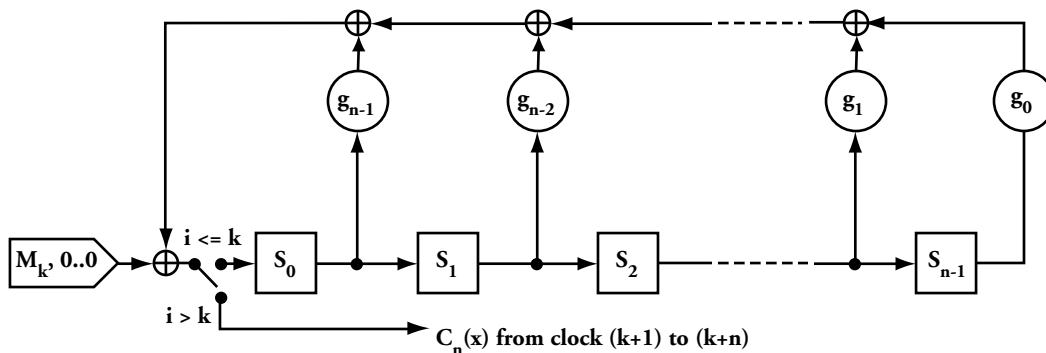 g_{n-1}
g_{n-2}
g_1
g_0
i <= k
M_k, 0..0
S_0
S_1
S_2
S_{n-1}
i > k
C_n(x) from clock (k+1) to (k+n)